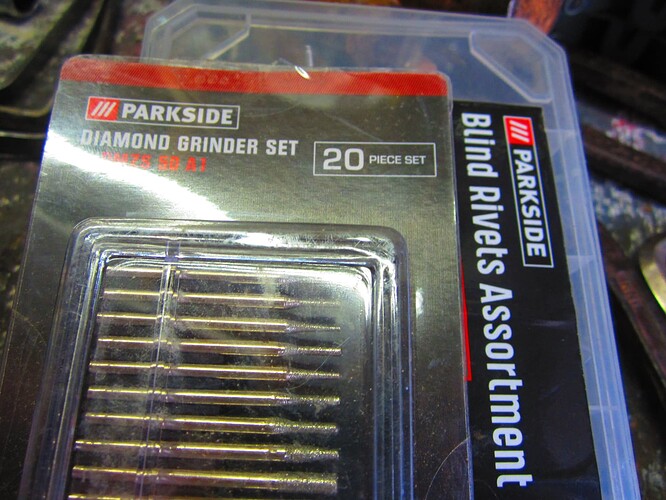 PARKSIDE
DIAMOND GRINDER SET
20 PIECE SET
PARKSIDE
Blind Rivets Assortment